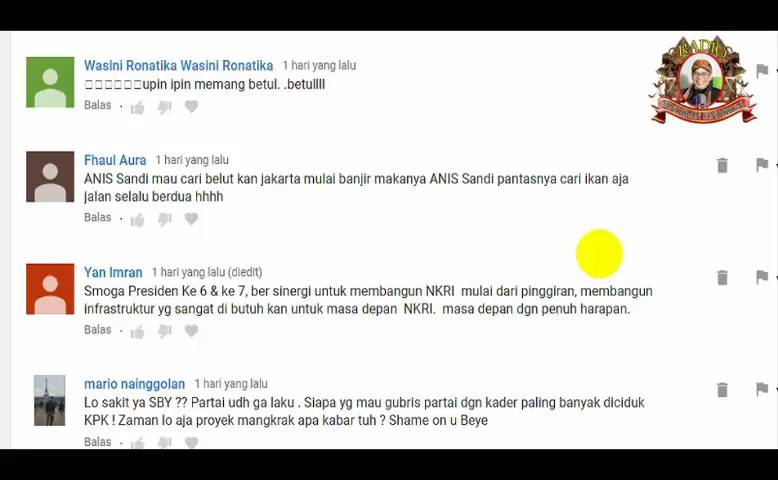 RADIO
Wasini Ronatika Wasini Ronatika 1 hari yang lalu
□□□□□□upin ipin memang betul. .betullll
Balas
Fhaul Aura 1 hari yang lalu
ANIS Sandi mau cari belut kan jakarta mulai banjir makanya ANIS Sandi pantasnya cari ikan aja
jalan selalu berdua hhhh
Balas
Yan Imran 1 hari yang lalu (diedit)
Smoga Presiden Ke 6 & ke 7, ber sinergi untuk membangun NKRI mulai dari pinggiran, membangun
infrastruktur yg sangat di butuh kan untuk masa depan NKRI. masa depan dgn penuh harapan.
Balas
mario nainggolan 1 hari yang lalu
Lo sakit ya SBY ?? Partai udh ga laku . Siapa yg mau gubris partai dgn kader paling banyak diciduk
KPK ! Zaman lo aja proyek mangkrak apa kabar tuh ? Shame on u Beye
Balas